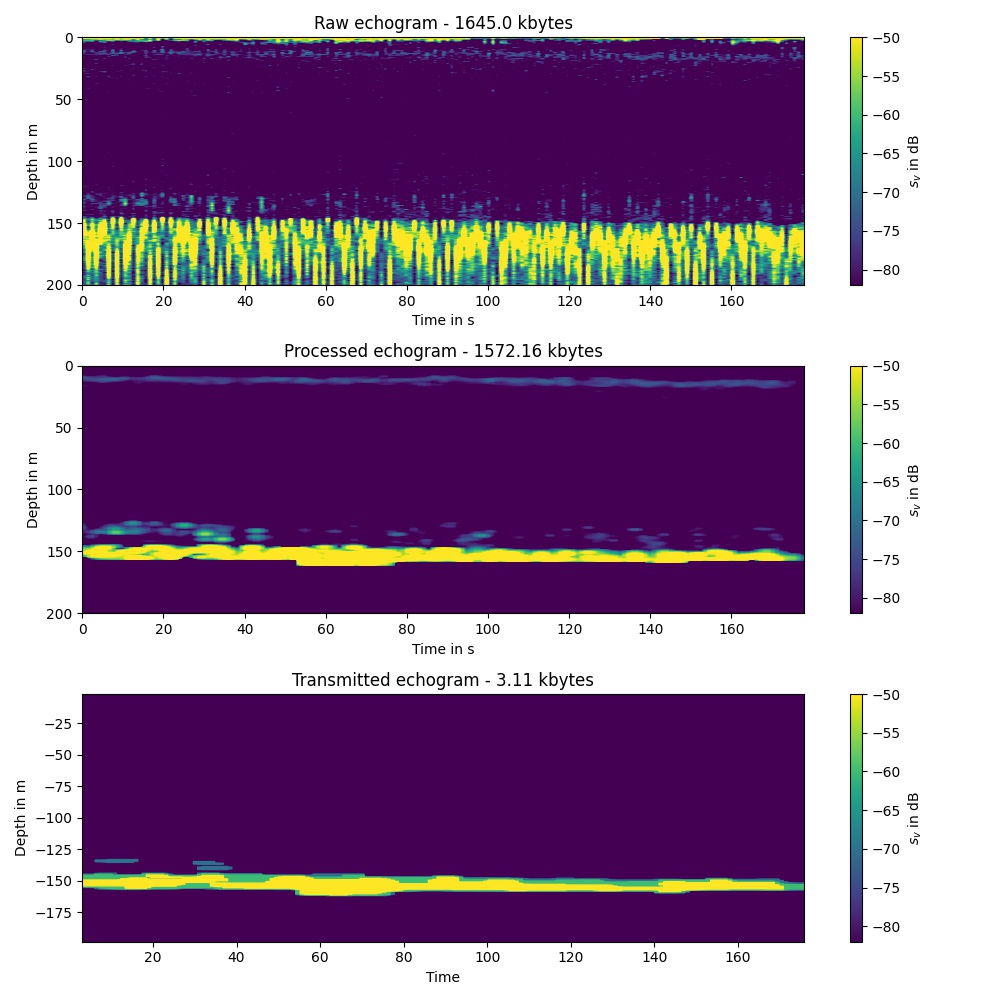 Raw echogram - 1645.0 kbytes
0
50
100
150
200
Depth in m
0 20 40 60 80 100 120 140 160
Time in s
−50
−55
−60
−65
−70
−75
−80
sv in dB
Processed echogram - 1572.16 kbytes
0
50
100
150
200
Depth in m
0 20 40 60 80 100 120 140 160
Time in s
−50
−55
−60
−65
−70
−75
−80
sv in dB
Transmitted echogram - 3.11 kbytes
−25
−50
−75
−100
−125
−150
−175
Depth in m
20 40 60 80 100 120 140 160
Time
−50
−55
−60
−65
−70
−75
−80
sv in dB